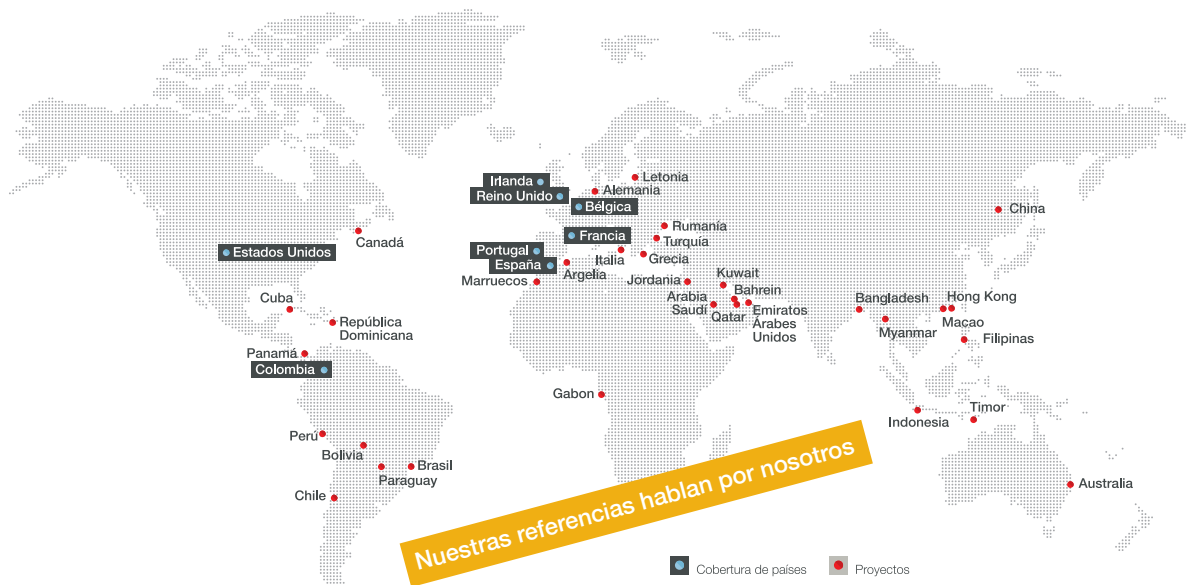 Irlanda
Letonia
Reino Unido
Alemania
Bélgica
China
Rumanía
Canadá
Francia
Turquia
Estados Unidos
Portugal
Italia
Grecia
España
Argelia
Marruecos
Jordania
Kuwait
Cuba
Arabia
Saudí
Bahrein
Qatar
Emiratos
Árabes
Unidos
Bangladesh
Hong Kong
Macao
Myanmar
Filipinas
República
Dominicana
Panamá
Colombia
Gabon
Indonesia
Timor
Perú
Bolivia
Brasil
Paraguay
Chile
Australia
Nuestras referencias hablan por nosotros
Cobertura de países
Proyectos